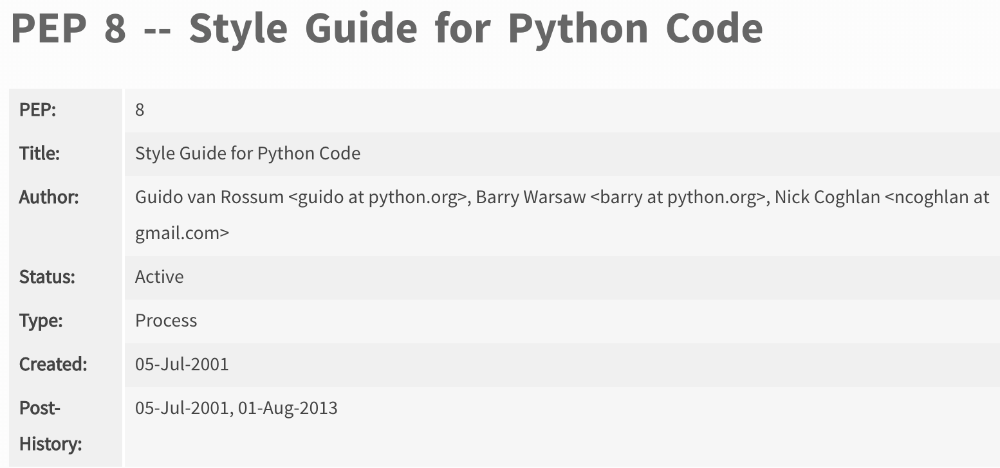 PEP 8 -- Style Guide for Python Code
PEP: 8
Title: Style Guide for Python Code
Author: Guido van Rossum <guido at python.org>, Barry Warsaw <barry at python.org>, Nick Coghlan <ncoghlan at
gmail.com>
Status: Active
Type: Process
Created: 05-Jul-2001
Post- 05-Jul-2001, 01-Aug-2013
History: